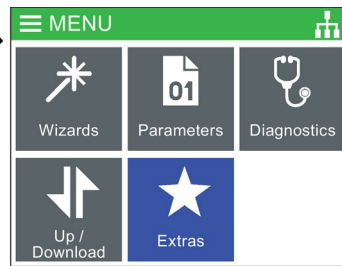 MENU
01
Wizards
Parameters
Diagnostics
Up /
Download
Extras